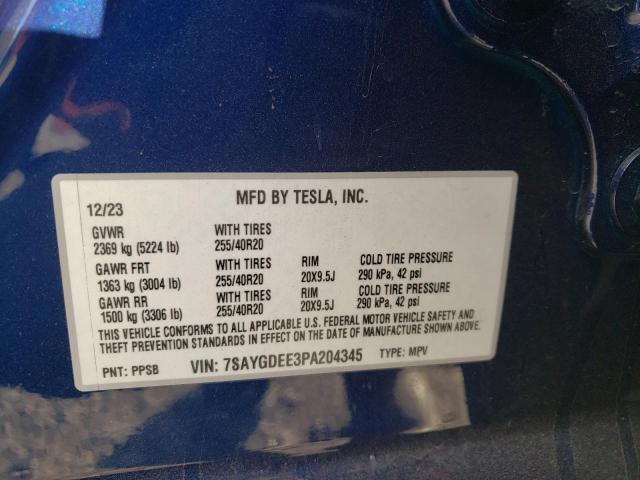 MFD BY TESLA, INC.
12/23
GVWR WITH TIRES
2369 kg (5224 lb) 255/40R20
GAWR FRT WITH TIRES RIM COLD TIRE PRESSURE
1363 kg (3004 lb) 255/40R20 20X9.5J 290 kPa, 42 psi
GAWR RR WITH TIRES RIM COLD TIRE PRESSURE
1500 kg (3306 lb) 255/40R20 20X9.5J 290 kPa, 42 psi
THIS VEHICLE CONFORMS TO ALL APPLICABLE U.S. FEDERAL MOTOR VEHICLE SAFETY AND
THEFT PREVENTION STANDARDS IN EFFECT ON THE DATE OF MANUFACTURE SHOWN ABOVE.
PNT: PPSB VIN: 7SAYGDEE3PA204345 TYPE: MPV